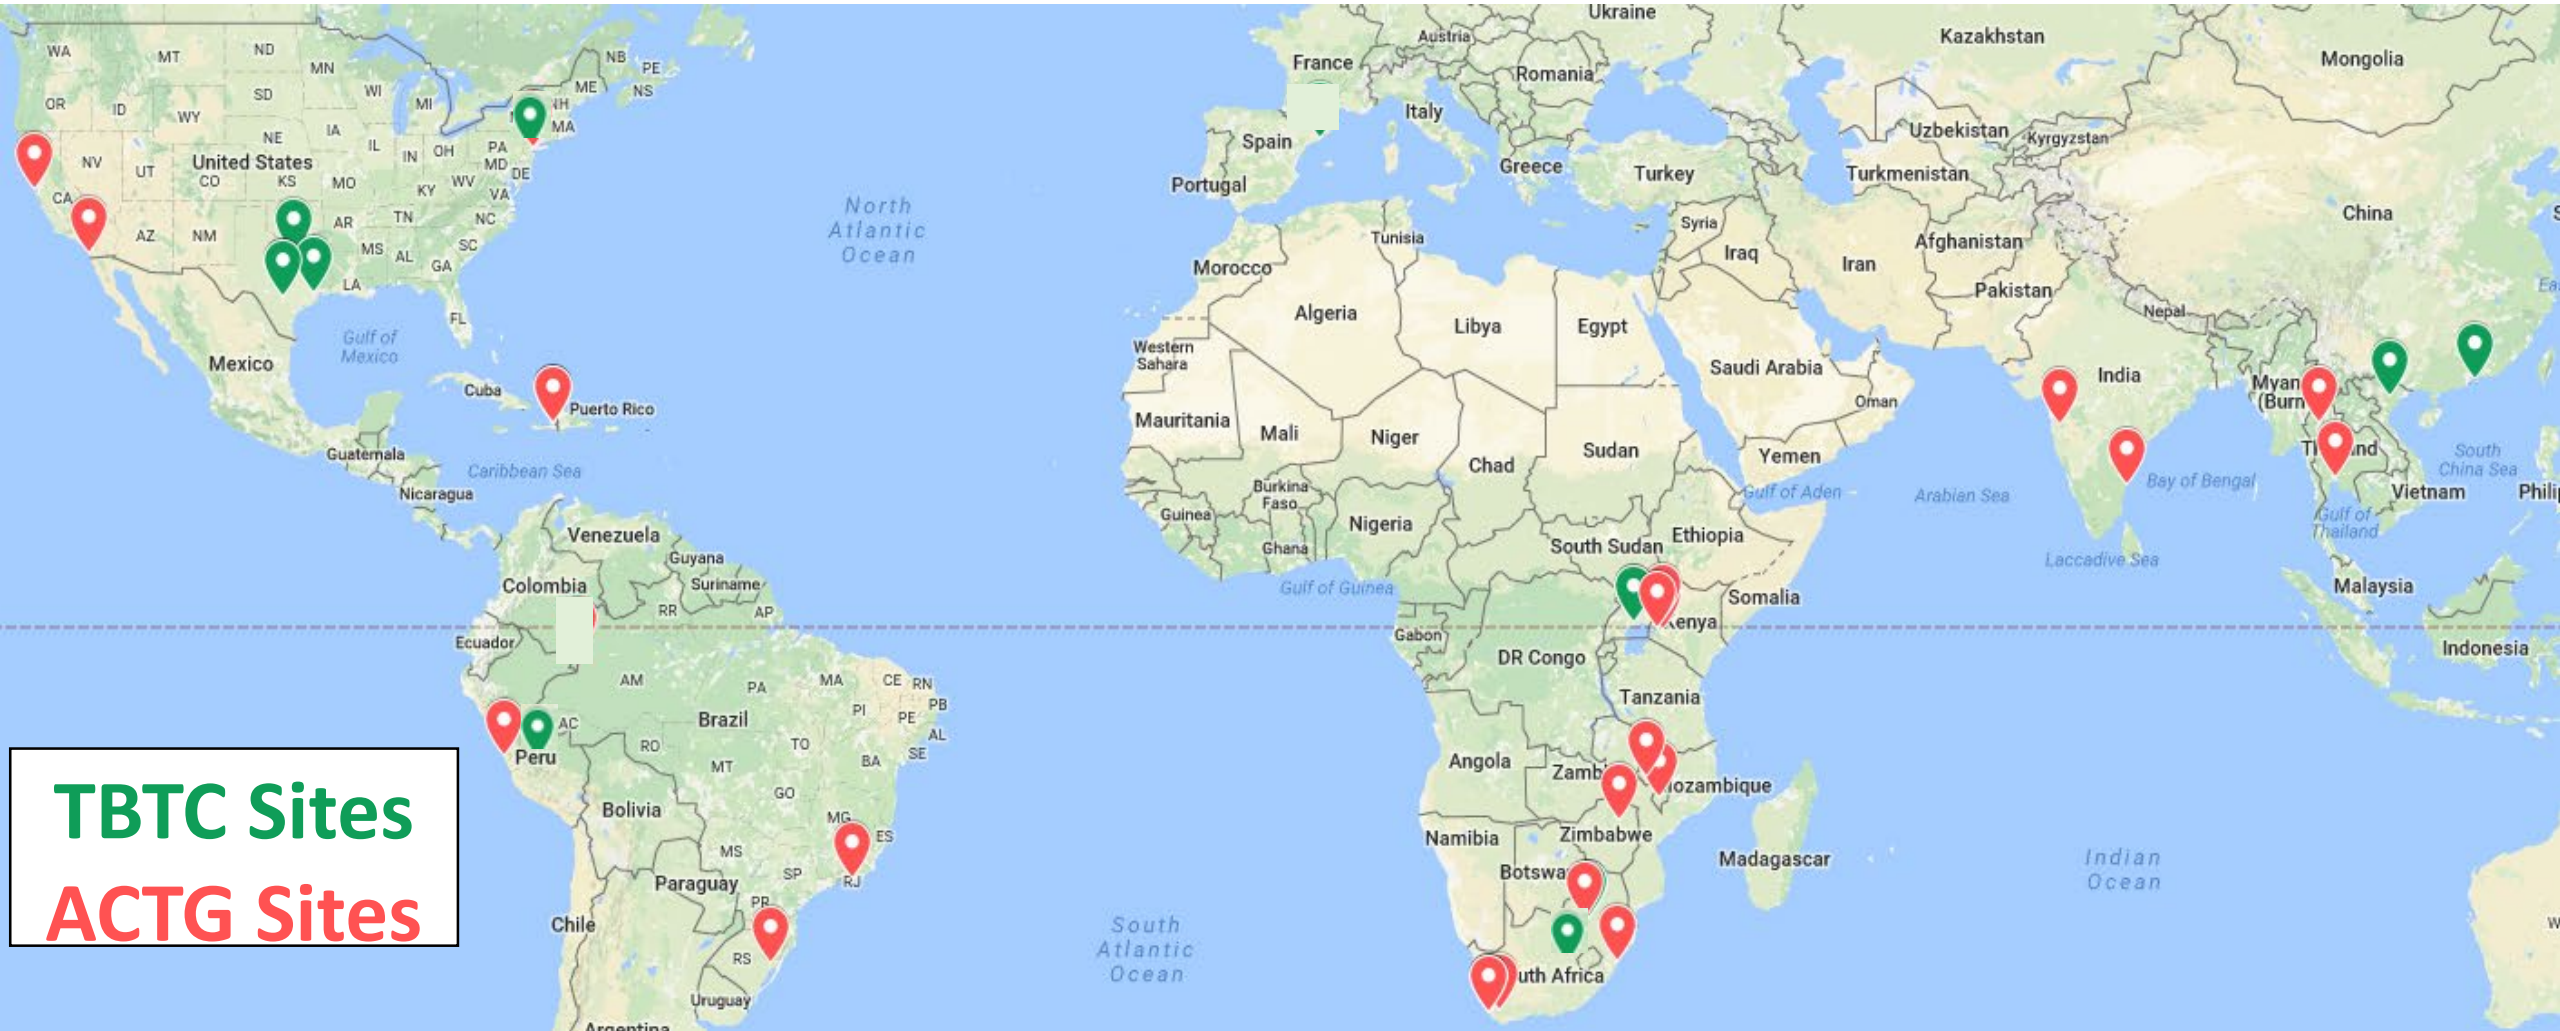 WA
MT
ND
MN
OR
ID
WY
SD
WI
MI
NB
PE
ME
NS
NH
MA
NV
UT
United States
CO
NE
IA
KS
MO
IL
IN
OH
PA
MD
DE
KY
WV
VA
CA
AZ
NM
AR
TN
NC
MS
AL
SC
GA
LA
FL
Gulf of
Mexico
Mexico
Cuba
Puerto Rico
Guatemala
Caribbean Sea
Nicaragua
North
Atlantic
Ocean
Venezuela
Guyana
Colombia
Suriname
RR
AP
Ecuador
AM
PA
MA
CE
RN
PB
PI
PE
AL
SE
AC
Brazil
TO
BA
Peru
RO
MT
GO
Bolivia
MG
ES
MS
SP
RJ
Paraguay
PR
Chile
RS
Uruguay
Argentina
South
Atlantic
Ocean
Ukraine
Austria
France
Romania
Italy
Spain
Portugal
Greece
Turkey
Kazakhstan
Mongolia
Uzbekistan
Kyrgyzstan
Turkmenistan
China
Syria
Iraq
Iran
Afghanistan
Pakistan
Nepal
Tunisia
Morocco
Algeria
Libya
Egypt
Western
Sahara
Saudi Arabia
Oman
India
Myan
(Burn
Mauritania
Mali
Niger
Chad
Sudan
Yemen
Gulf of Aden
Arabian Sea
Bay of Bengal
Th nd
South
China Sea
Vietnam
Philip
Gulf of
Thailand
Laccadive Sea
Malaysia
Indonesia
Burkina
Faso
Guinea
Ghana
Nigeria
Gulf of Guinea
South Sudan
Ethiopia
Somalia
Kenya
Gabon
DR Congo
Tanzania
Angola
Zamb
ozambique
Namibia
Zimbabwe
Botswa
Madagascar
uth Africa
Indian
Ocean
TBTC Sites
ACTG Sites